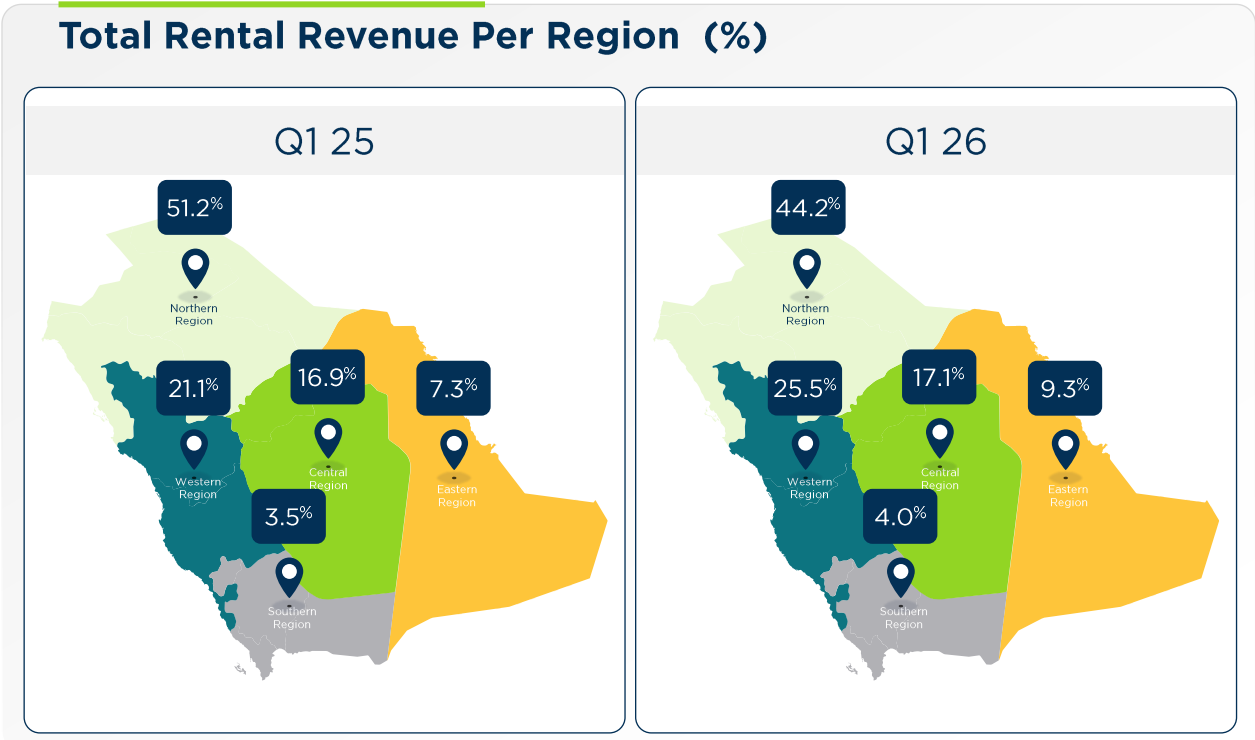 Total Rental Revenue Per Region (%)
Q1 25
51.2%
Northern
Region
21.1%
Western
Region
16.9%
Central
Region
7.3%
Eastern
Region
3.5%
Southern
Region
Q1 26
44.2%
Northern
Region
25.5%
Western
Region
17.1%
Central
Region
9.3%
Eastern
Region
4.0%
Southern
Region